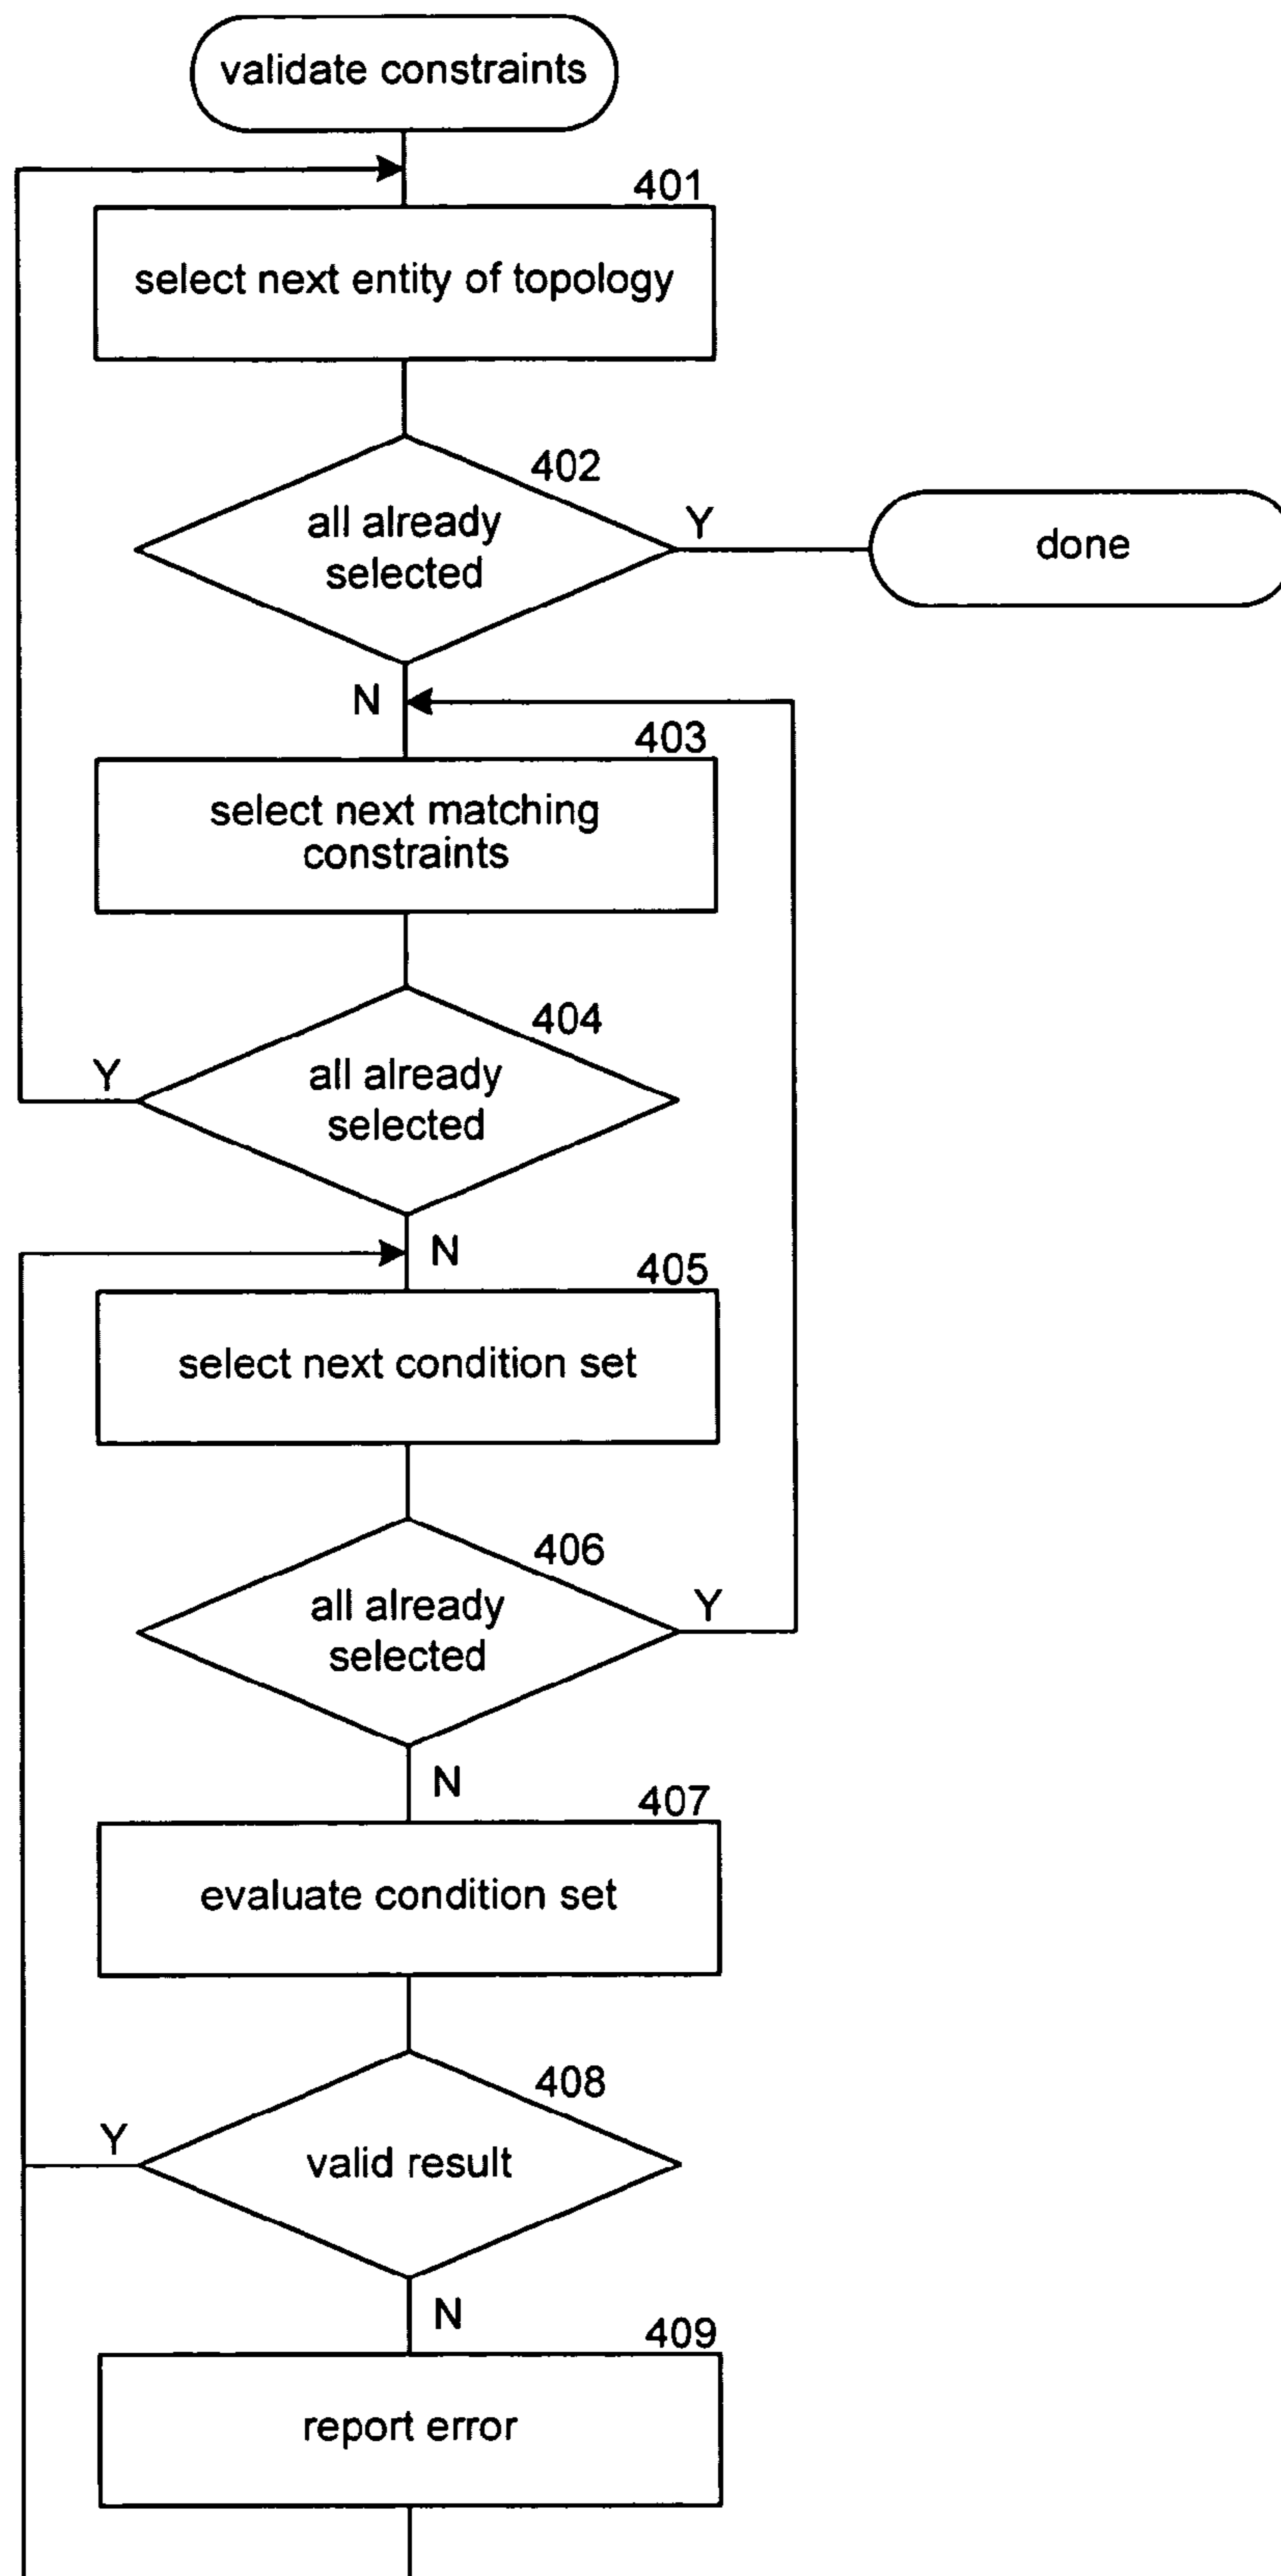 validate constraints
401
select next entity of topology
402
all already
selected
Y
done
N
403
select next matching
constraints
404
all already
selected
Y
N
405
select next condition set
406
all already
selected
Y
N
407
evaluate condition set
408
valid result
Y
N
409
report error